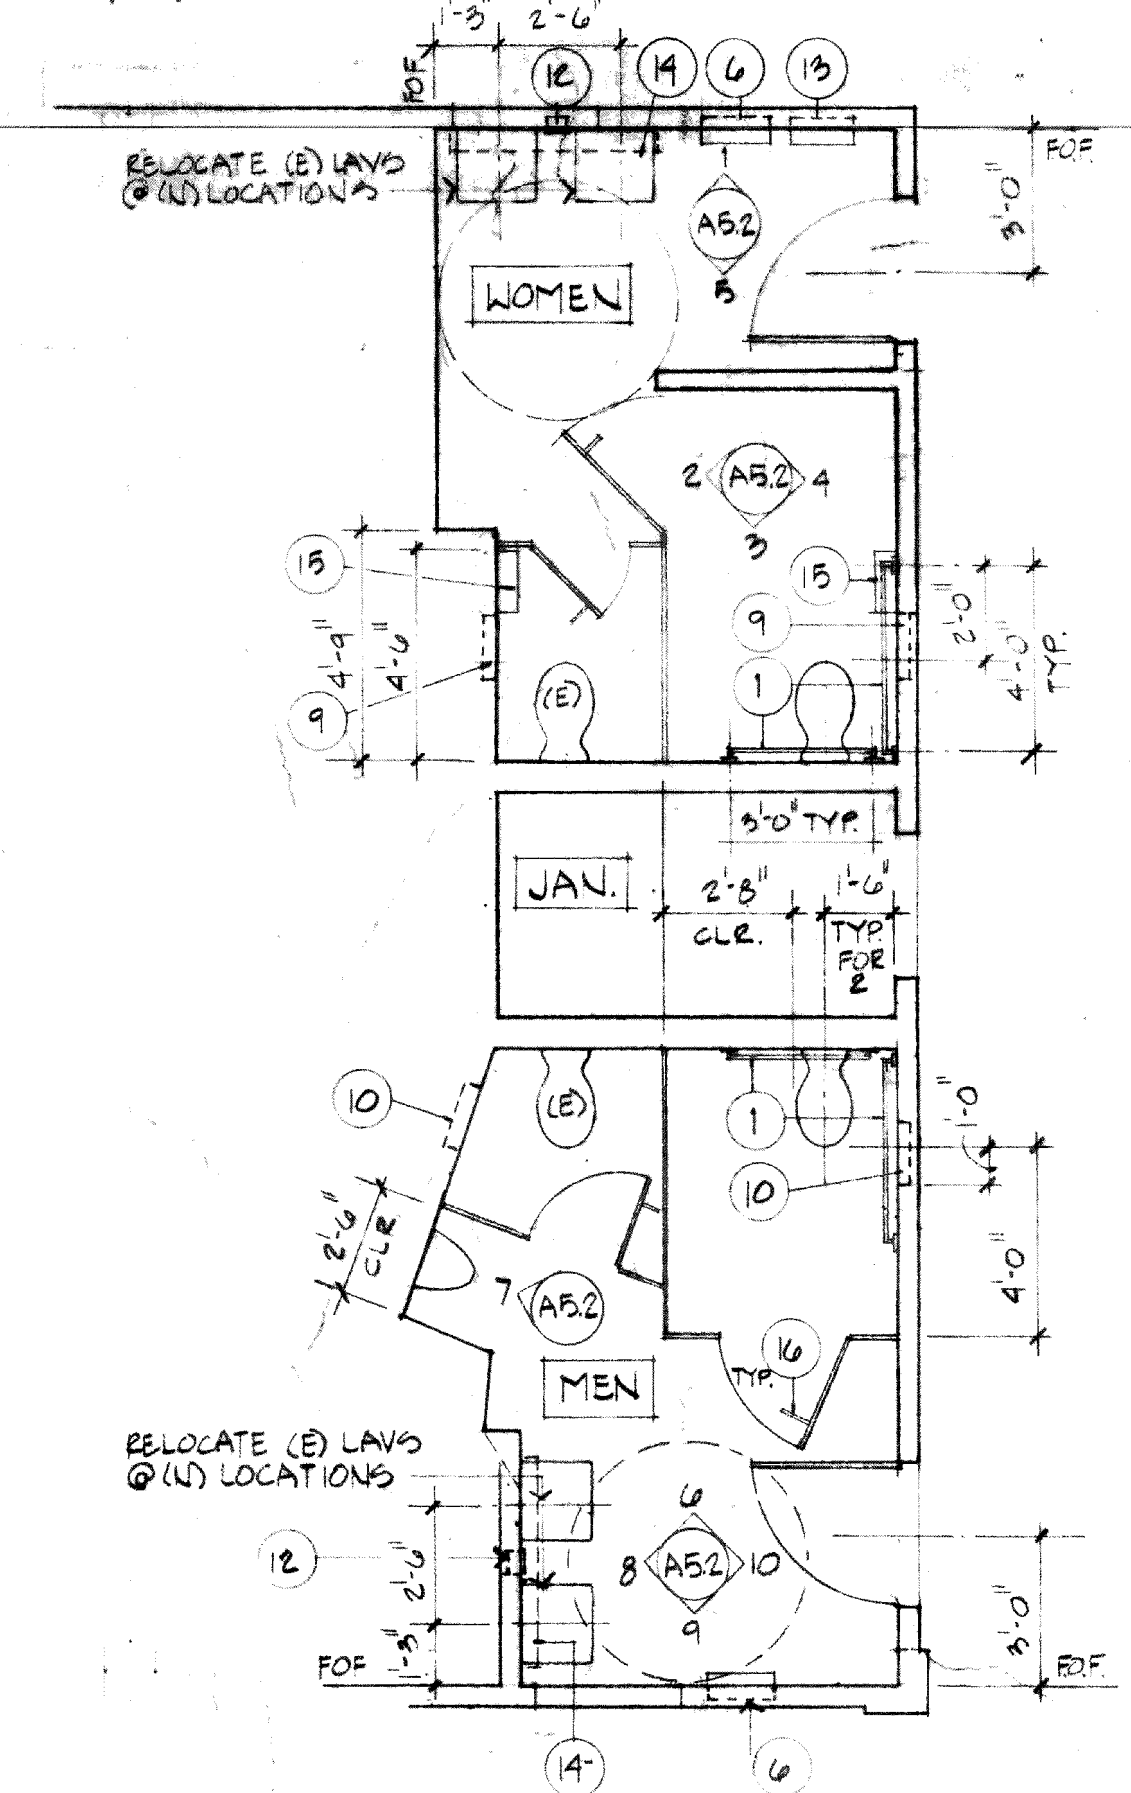 1'-3" 2'-6"
FOF
12 14 6 13
RELOCATE (E) LAVS
@ (N) LOCATIONS
F.O.F.
3'-0"
A5.2
5
WOMEN
2 A5.2 4
3
15
15
9
9
1
4'-9"
4'-6"
(E)
2'-0"
4'-0"
TYP.
3'-0" TYP.
JAN.
2'-8"
CLR.
1'-6"
TYP.
FOR
2
10
(E)
1
10
1'-0"
4'-0"
2'-6"
CLR
7 A5.2
16
TYP.
MEN
RELOCATE (E) LAVS
@ (N) LOCATIONS
6
8 A5.2 10
9
12
2'-6"
1'-3"
3'-0"
FOF
F.O.F.
14
6